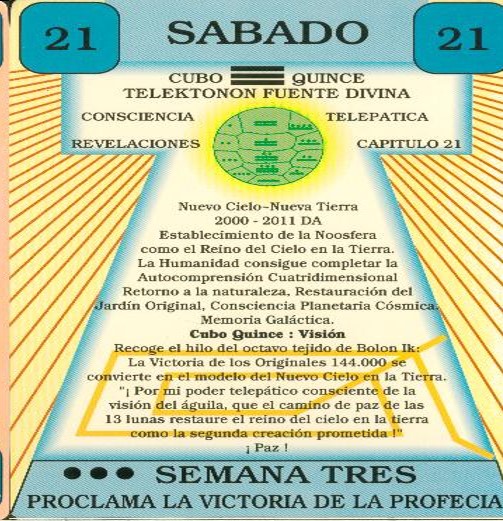 21 SABADO 21
CUBO QUINCE
TELEKTONON FUENTE DIVINA
CONSCIENCIA TELEPATICA
REVELACIONES CAPITULO 21
Nuevo Cielo-Nueva Tierra
2000 - 2011 DA
Establecimiento de la Noosfera
como el Reino del Cielo en la Tierra.
La Humanidad consigue completar la
Autocomprensión Cuatridimensional
Retorno a la naturaleza, Restauración del
Jardín Original, Consciencia Planetaria Cósmica.
Memoria Galáctica.
Cubo Quince : Visión
Recoge el hilo del octavo tejido de Bolon Ik:
La Victoria de los Originales 144.000 se
convierte en el modelo del Nuevo Cielo en la Tierra.
"¡ Por mi poder telepático consciente de la
visión del águila, que el camino de paz de las
13 lunas restaure el reino del cielo en la tierra
como la segunda creación prometida !"
¡ Paz !
SEMANA TRES
PROCLAMA LA VICTORIA DE LA PROFECIA